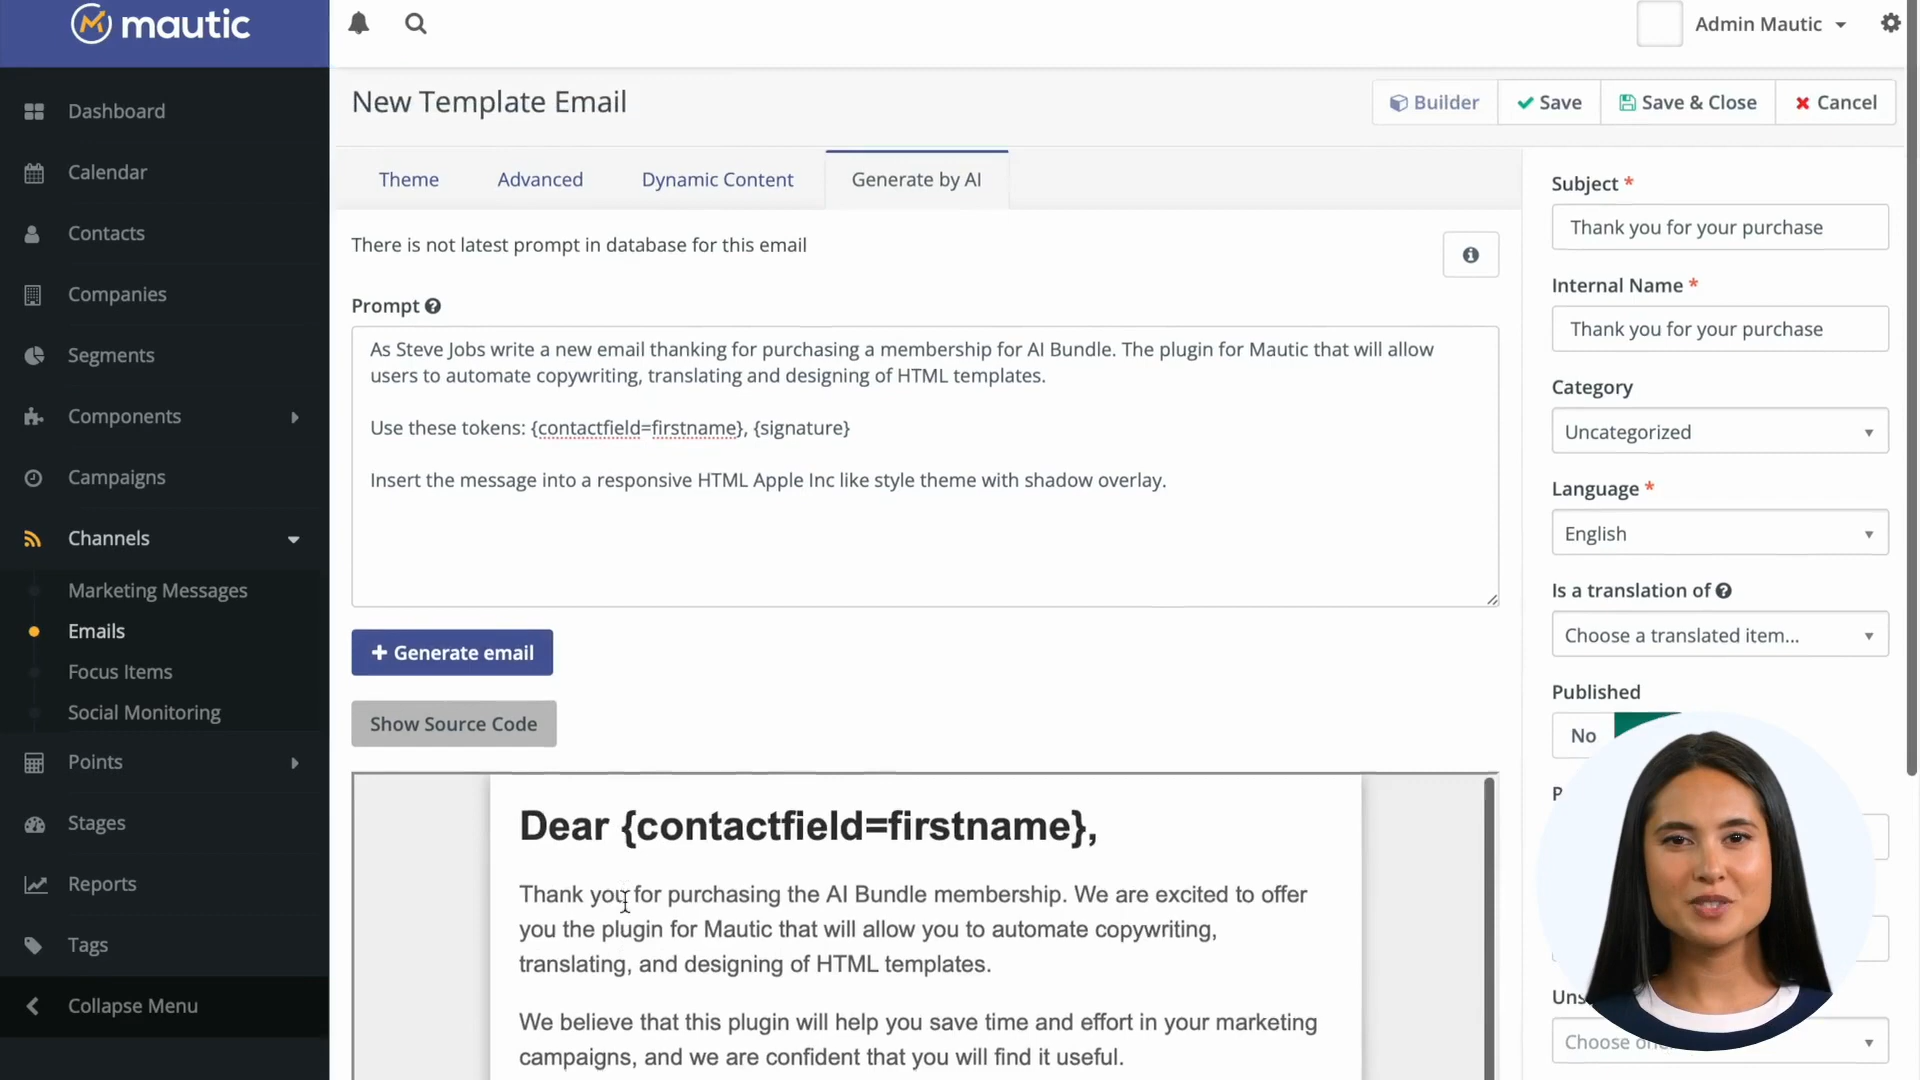 mautic
Admin Mautic
Dashboard
Calendar
Contacts
Companies
Segments
Components
Campaigns
Channels
Marketing Messages
Emails
Focus Items
Social Monitoring
Points
Stages
Reports
Tags
Collapse Menu
New Template Email
Builder
Save
Save & Close
Cancel
Theme
Advanced
Dynamic Content
Generate by AI
There is not latest prompt in database for this email
Prompt
As Steve Jobs write a new email thanking for purchasing a membership for AI Bundle. The plugin for Mautic that will allow
users to automate copywriting, translating and designing of HTML templates.
Use these tokens: {contactfield=firstname}, {signature}
Insert the message into a responsive HTML Apple Inc like style theme with shadow overlay.
+ Generate email
Show Source Code
Dear {contactfield=firstname},
Thank you for purchasing the AI Bundle membership. We are excited to offer
you the plugin for Mautic that will allow you to automate copywriting,
translating, and designing of HTML templates.
We believe that this plugin will help you save time and effort in your marketing
campaigns, and we are confident that you will find it useful.
Subject *
Thank you for your purchase
Internal Name *
Thank you for your purchase
Category
Uncategorized
Language *
English
Is a translation of
Choose a translated item...
Published
No
Choose